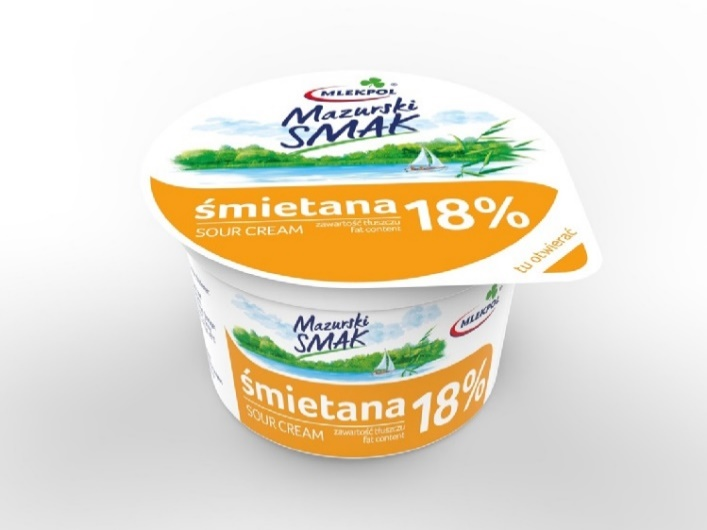 MLEKPOL
Mazurski
SMAK
śmietana 18%
SOUR CREAM
zawartość tłuszczu
fat content
tu otwierać
Mazurski
SMAK
MLEKPOL
śmietana 18%
SOUR CREAM
zawartość tłuszczu
fat content